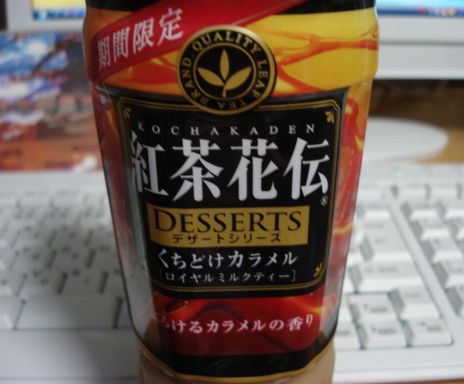 期間限定
QUALITY LEAF TEA BRAND
KOCHAKADEN
紅茶花伝®
DESSERTS
デザートシリーズ
くちどけカラメル
[ロイヤルミルクティー]
とろけるカラメルの香り